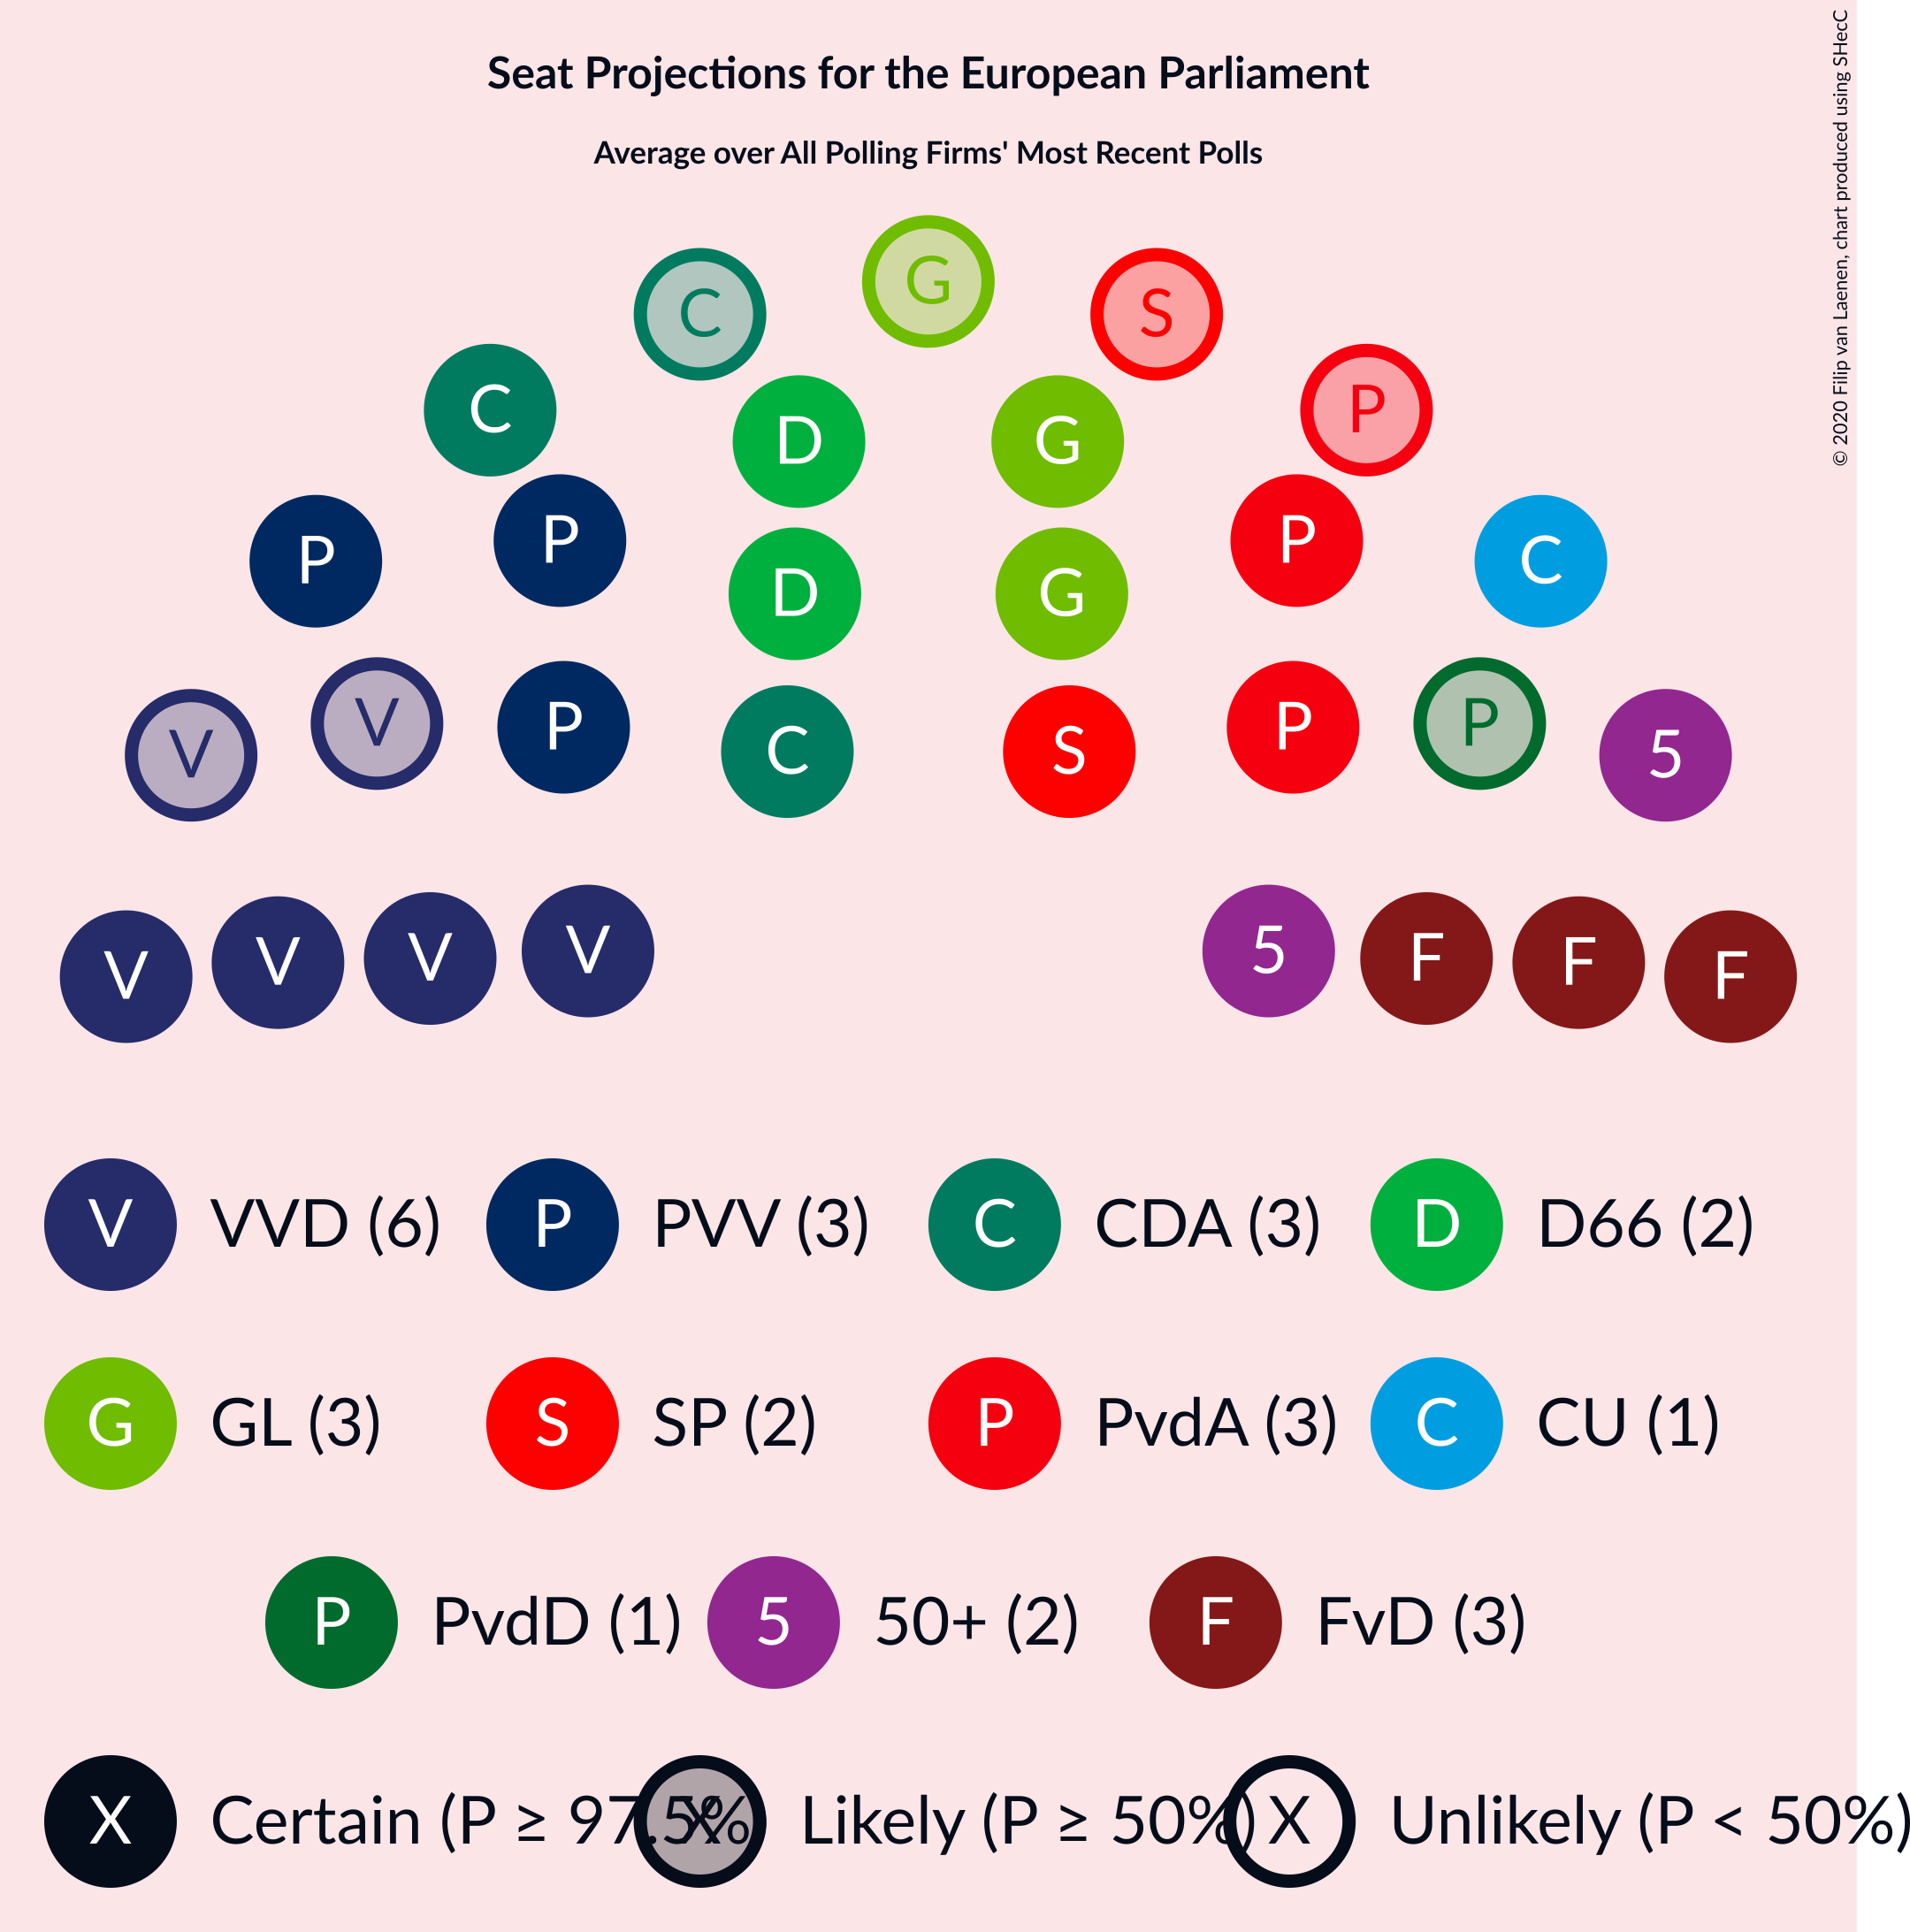 Seat Projections for the European Parliament
Average over All Polling Firms' Most Recent Polls
© 2020 Filip van Laenen, chart produced using SHecC
G
C S
C P
D G
P P P C
D G
V V P C S P P 5
V V V V 5 F F F
V VVD (6) P PVV (3) C CDA (3) D D66 (2)
G GL (3) S SP (2) P PvdA (3) C CU (1)
P PvdD (1) 5 50+ (2) F FvD (3)
X Certain (P ≥ 97.5% X Likely (P ≥ 50%) X Unlikely (P < 50%)